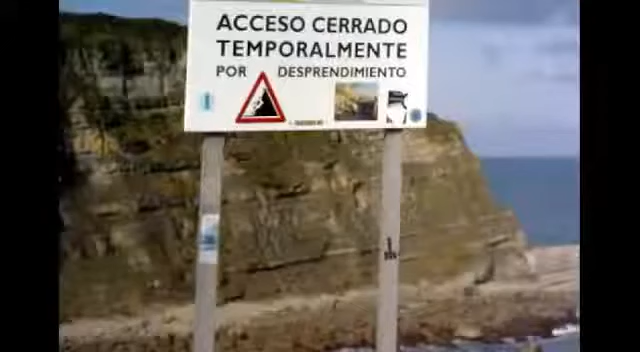 ACCESO CERRADO
TEMPORALMENTE
POR DESPRENDIMIENTO